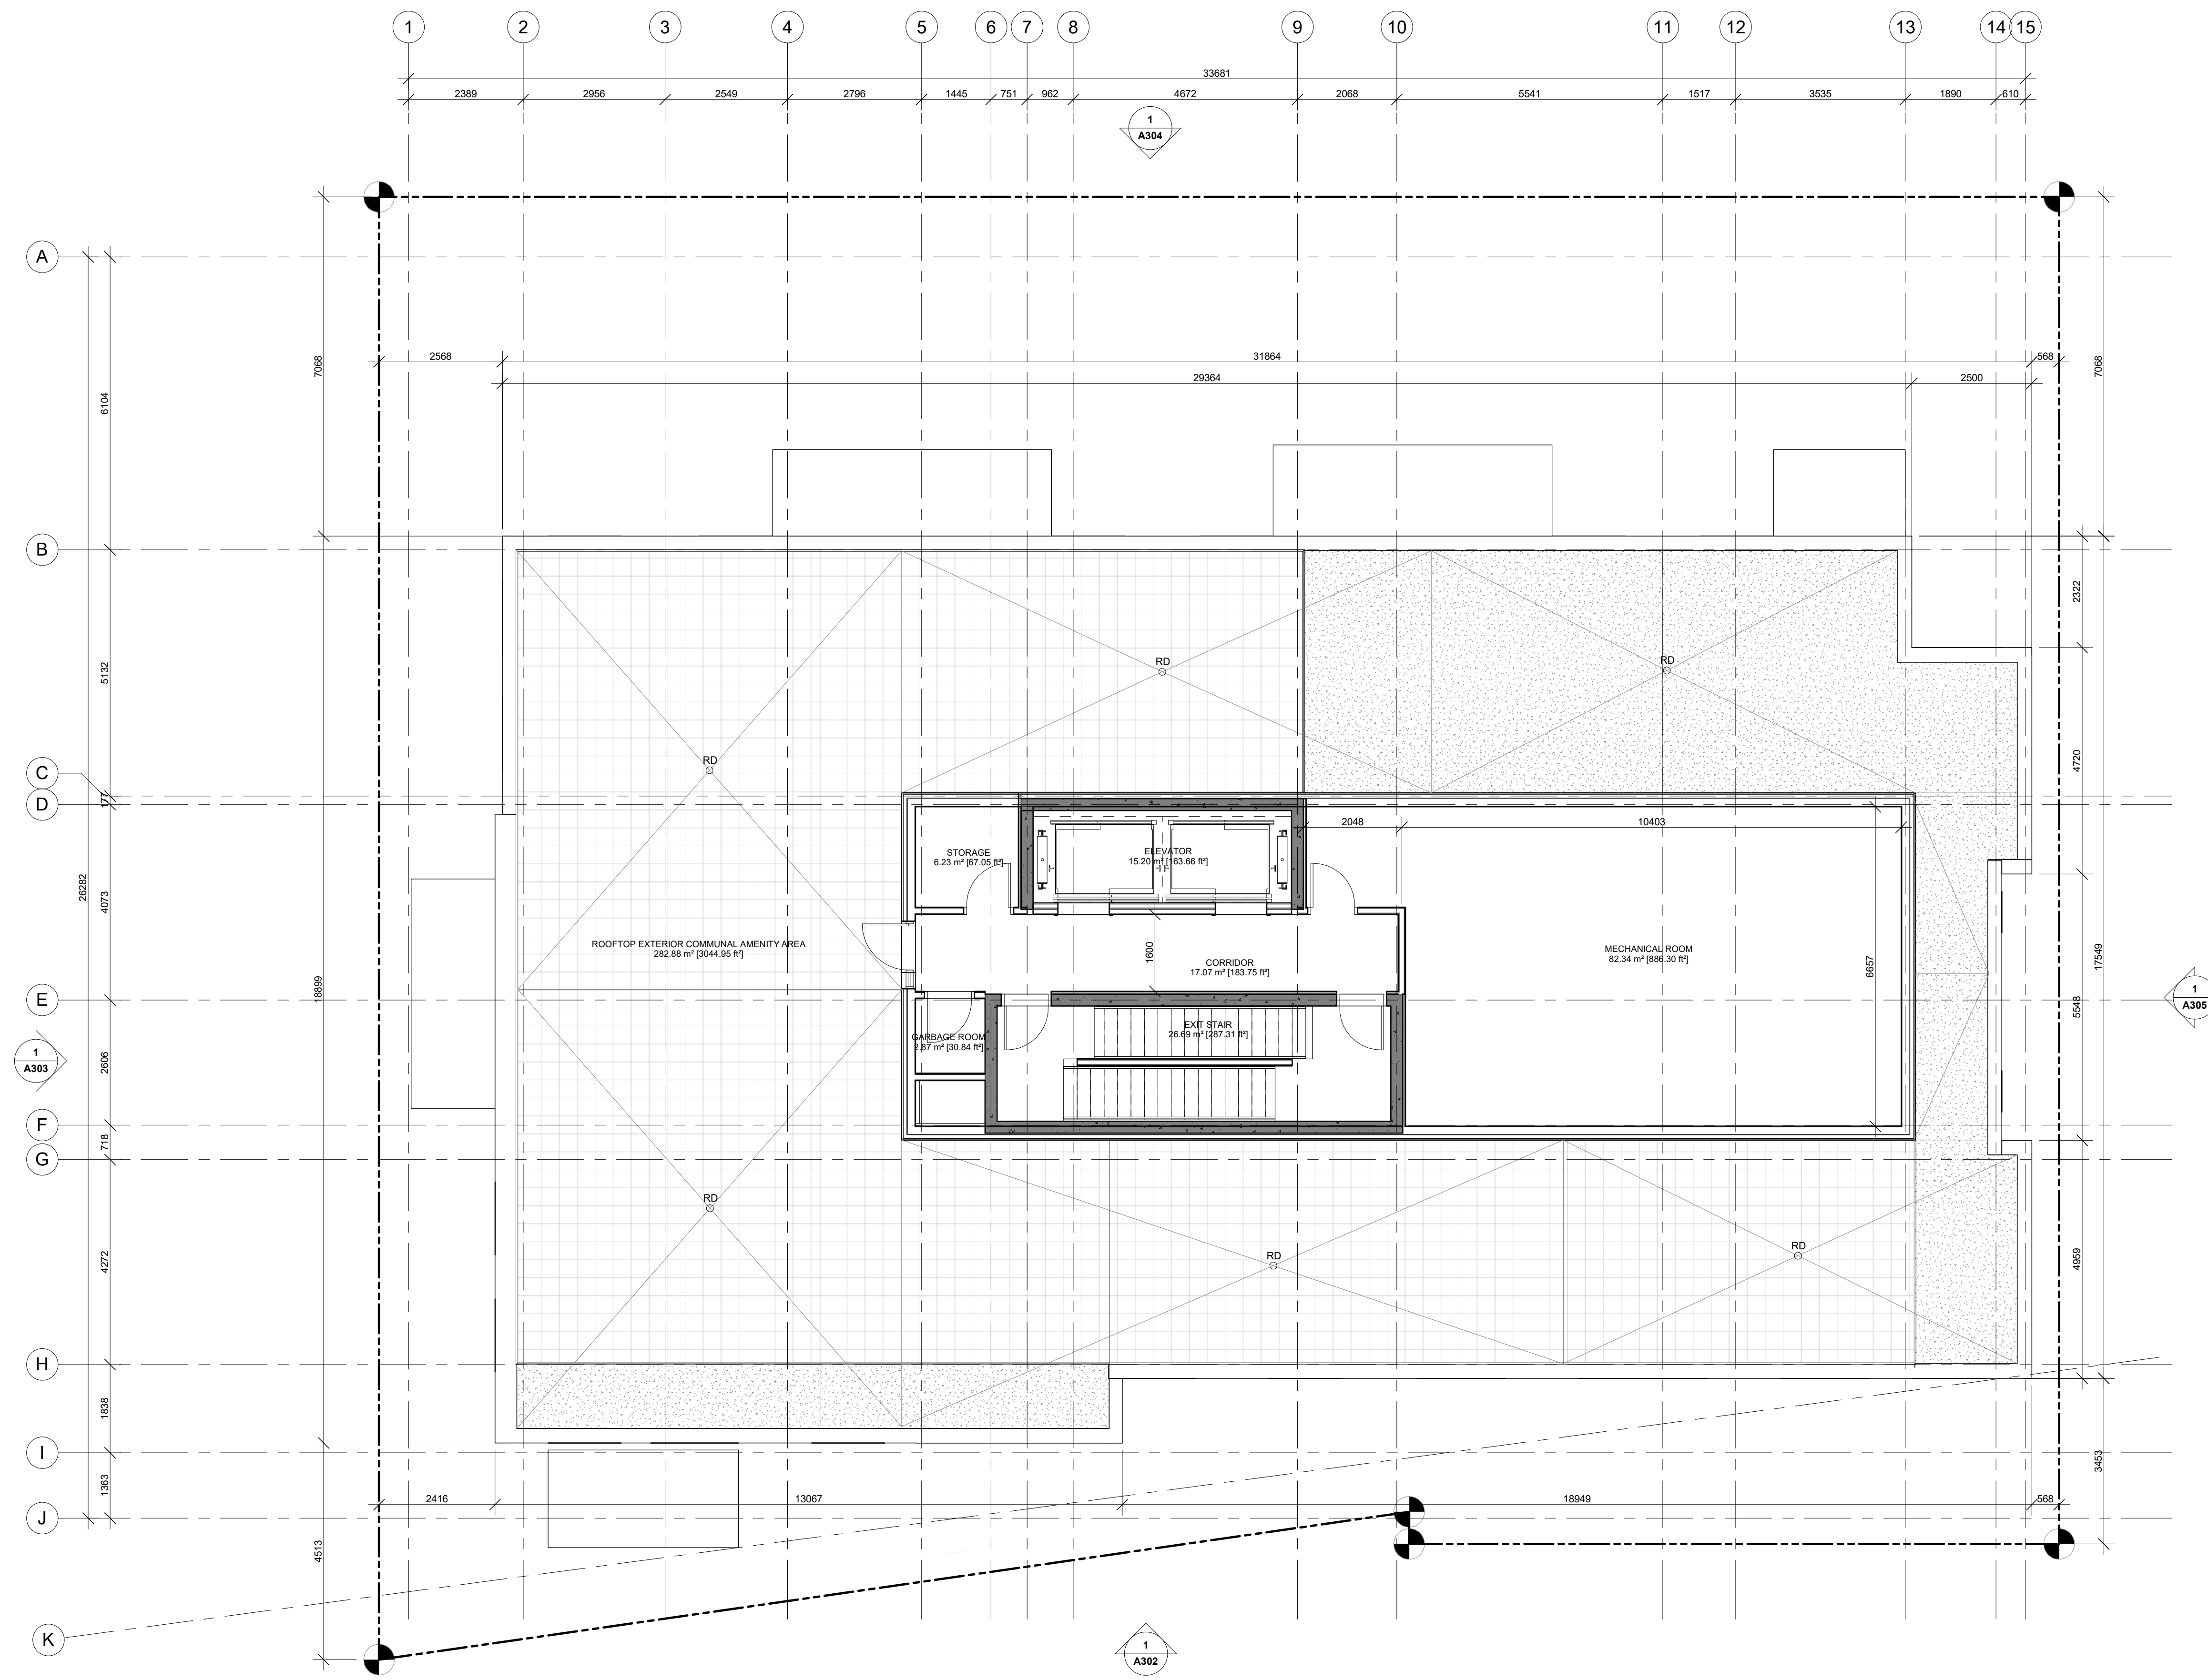 1 2 3 4 5 6 7 8 9 10 11 12 13 14 15
33681
2389 2956 2549 2796 1445 751 962 4672 2068 5541 1517 3535 1890 610
1
A304
A
7068
6104
2568 31864 568
29364 2500
7068
B
2322
5132
RD
RD
RD
4720
C
177
D
2048 10403
STORAGE
6.23 m² [67.05 ft²]
ELEVATOR
15.20 m² [163.66 ft²]
26282
4073
ROOFTOP EXTERIOR COMMUNAL AMENITY AREA
282.88 m² [3044.95 ft²]
1600
CORRIDOR
17.07 m² [183.75 ft²]
MECHANICAL ROOM
82.34 m² [886.30 ft²]
6657
17549
18899
E
5548
1
A305
1
A303
2606
GARBAGE ROOM
2.87 m² [30.84 ft²]
EXIT STAIR
26.69 m² [287.31 ft²]
F
718
G
RD
RD
RD
4272
4959
H
1838
I
1363
3453
2416 13067 18949 568
J
4513
K
1
A302